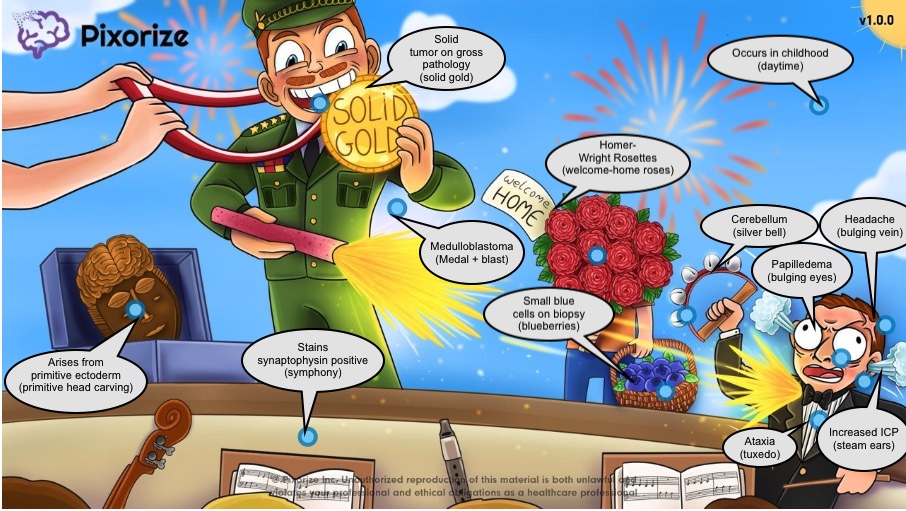 Pixorize
v1.0.0
Solid
tumor on gross
pathology
(solid gold)
Occurs in childhood
(daytime)
SOLID
GOLD
Homer-
Wright Rosettes
(welcome-home roses)
welcome
HOME
Cerebellum
(silver bell)
Headache
(bulging vein)
Medulloblastoma
(Medal + blast)
Papilledema
(bulging eyes)
Small blue
cells on biopsy
(blueberries)
Arises from
primitive ectoderm
(primitive head carving)
Stains
synaptophysin positive
(symphony)
Ataxia
(tuxedo)
Increased ICP
(steam ears)
© Pixorize Inc. Unauthorized reproduction of this material is both unlawful and
violates your professional and ethical obligations as a healthcare professional